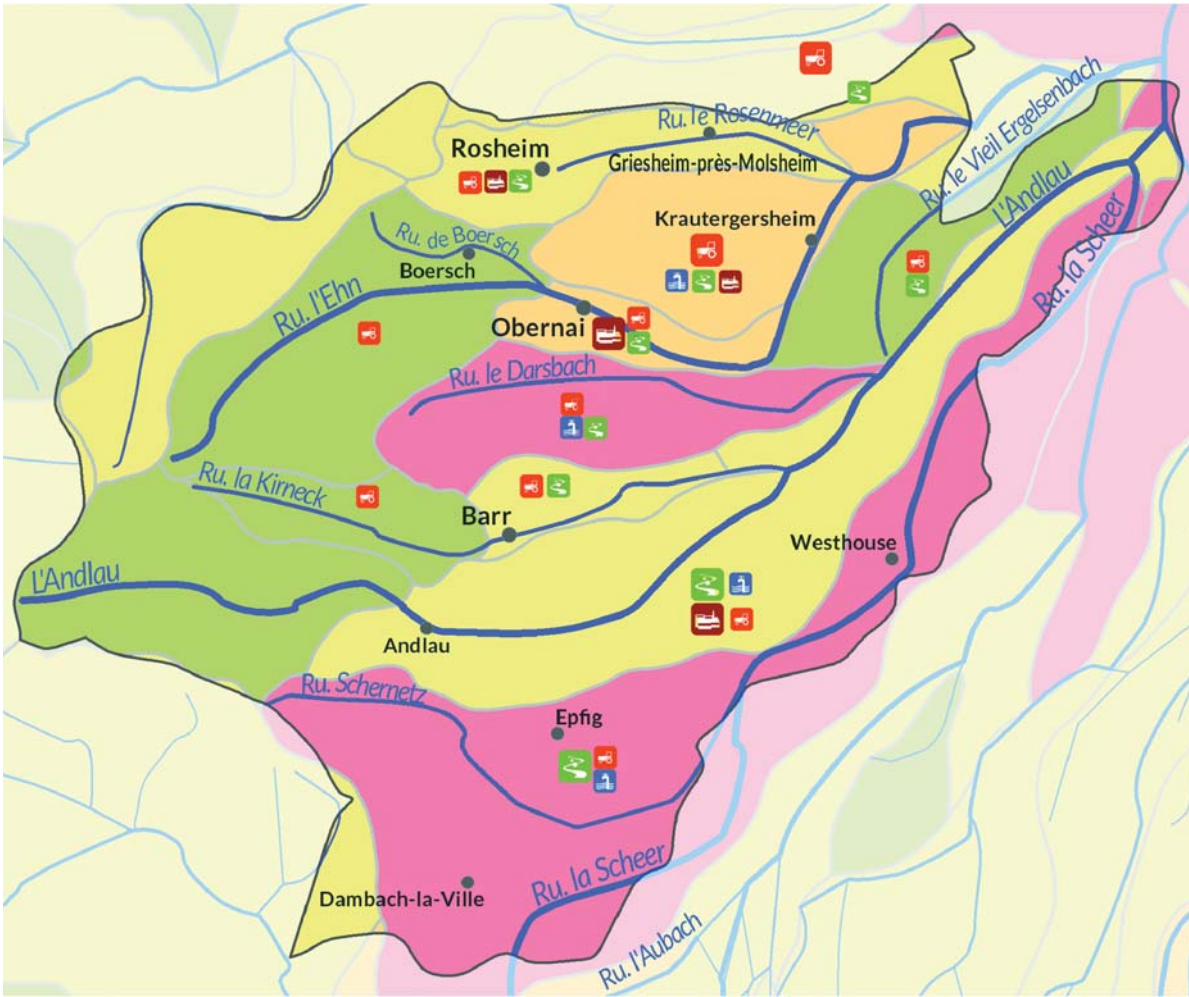 Ru. le Rosenmeer
Ru. le Vieil Ergelsenbach
Rosheim
Griesheim-près-Molsheim
L'Andlau
Krautergersheim
Ru. de Boersch
Boersch
Ru. la Scheer
Ru. l'Ehn
Obernai
Ru. le Darsbach
Ru. la Kirneck
Barr
Westhouse
L'Andlau
Andlau
Ru. Schernetz
Epfig
Ru. la Scheer
Dambach-la-Ville
Ru. l'Aubach